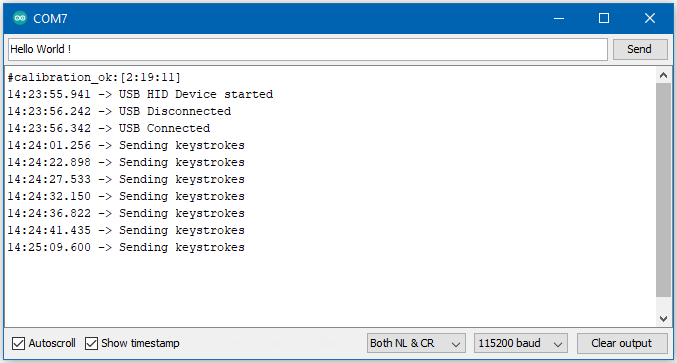 COM7
Hello World !
Send
#calibration_ok:[2:19:11]
14:23:55.941 -> USB HID Device started
14:23:56.242 -> USB Disconnected
14:23:56.342 -> USB Connected
14:24:01.256 -> Sending keystrokes
14:24:22.898 -> Sending keystrokes
14:24:27.533 -> Sending keystrokes
14:24:32.150 -> Sending keystrokes
14:24:36.822 -> Sending keystrokes
14:24:41.435 -> Sending keystrokes
14:25:09.600 -> Sending keystrokes
Autoscroll
Show timestamp
Both NL & CR
115200 baud
Clear output